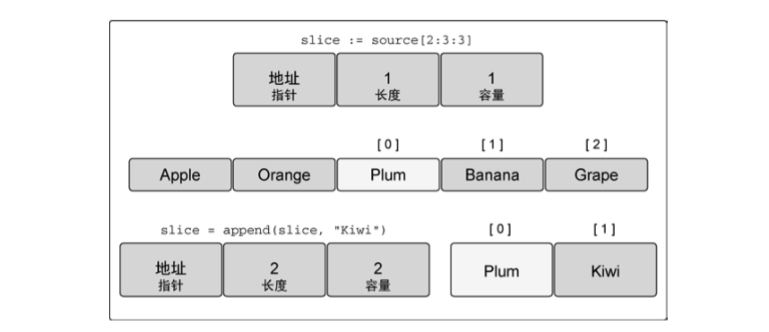 slice := source[2:3:3]
地址 1 1
指针 长度 容量
[0] [1] [2]
Apple Orange Plum Banana Grape
slice = append(slice, "Kiwi") [0] [1]
地址 2 2 Plum Kiwi
指针 长度 容量